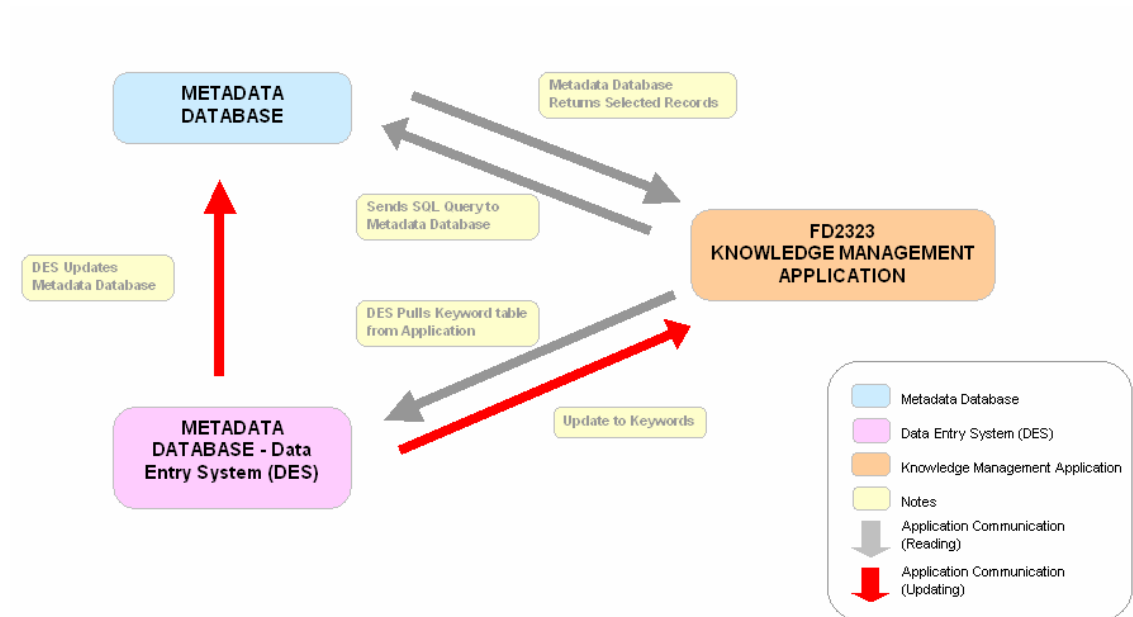 METADATA
DATABASE
Metadata Database
Returns Selected Records
Sends SQL Query to
Metadata Database
FD2323
KNOWLEDGE MANAGEMENT
APPLICATION
DES Updates
Metadata Database
DES Pulls Keyword table
from Application
METADATA
DATABASE - Data
Entry System (DES)
Update to Keywords
Metadata Database
Data Entry System (DES)
Knowledge Management Application
Notes
Application Communication
(Reading)
Application Communication
(Updating)